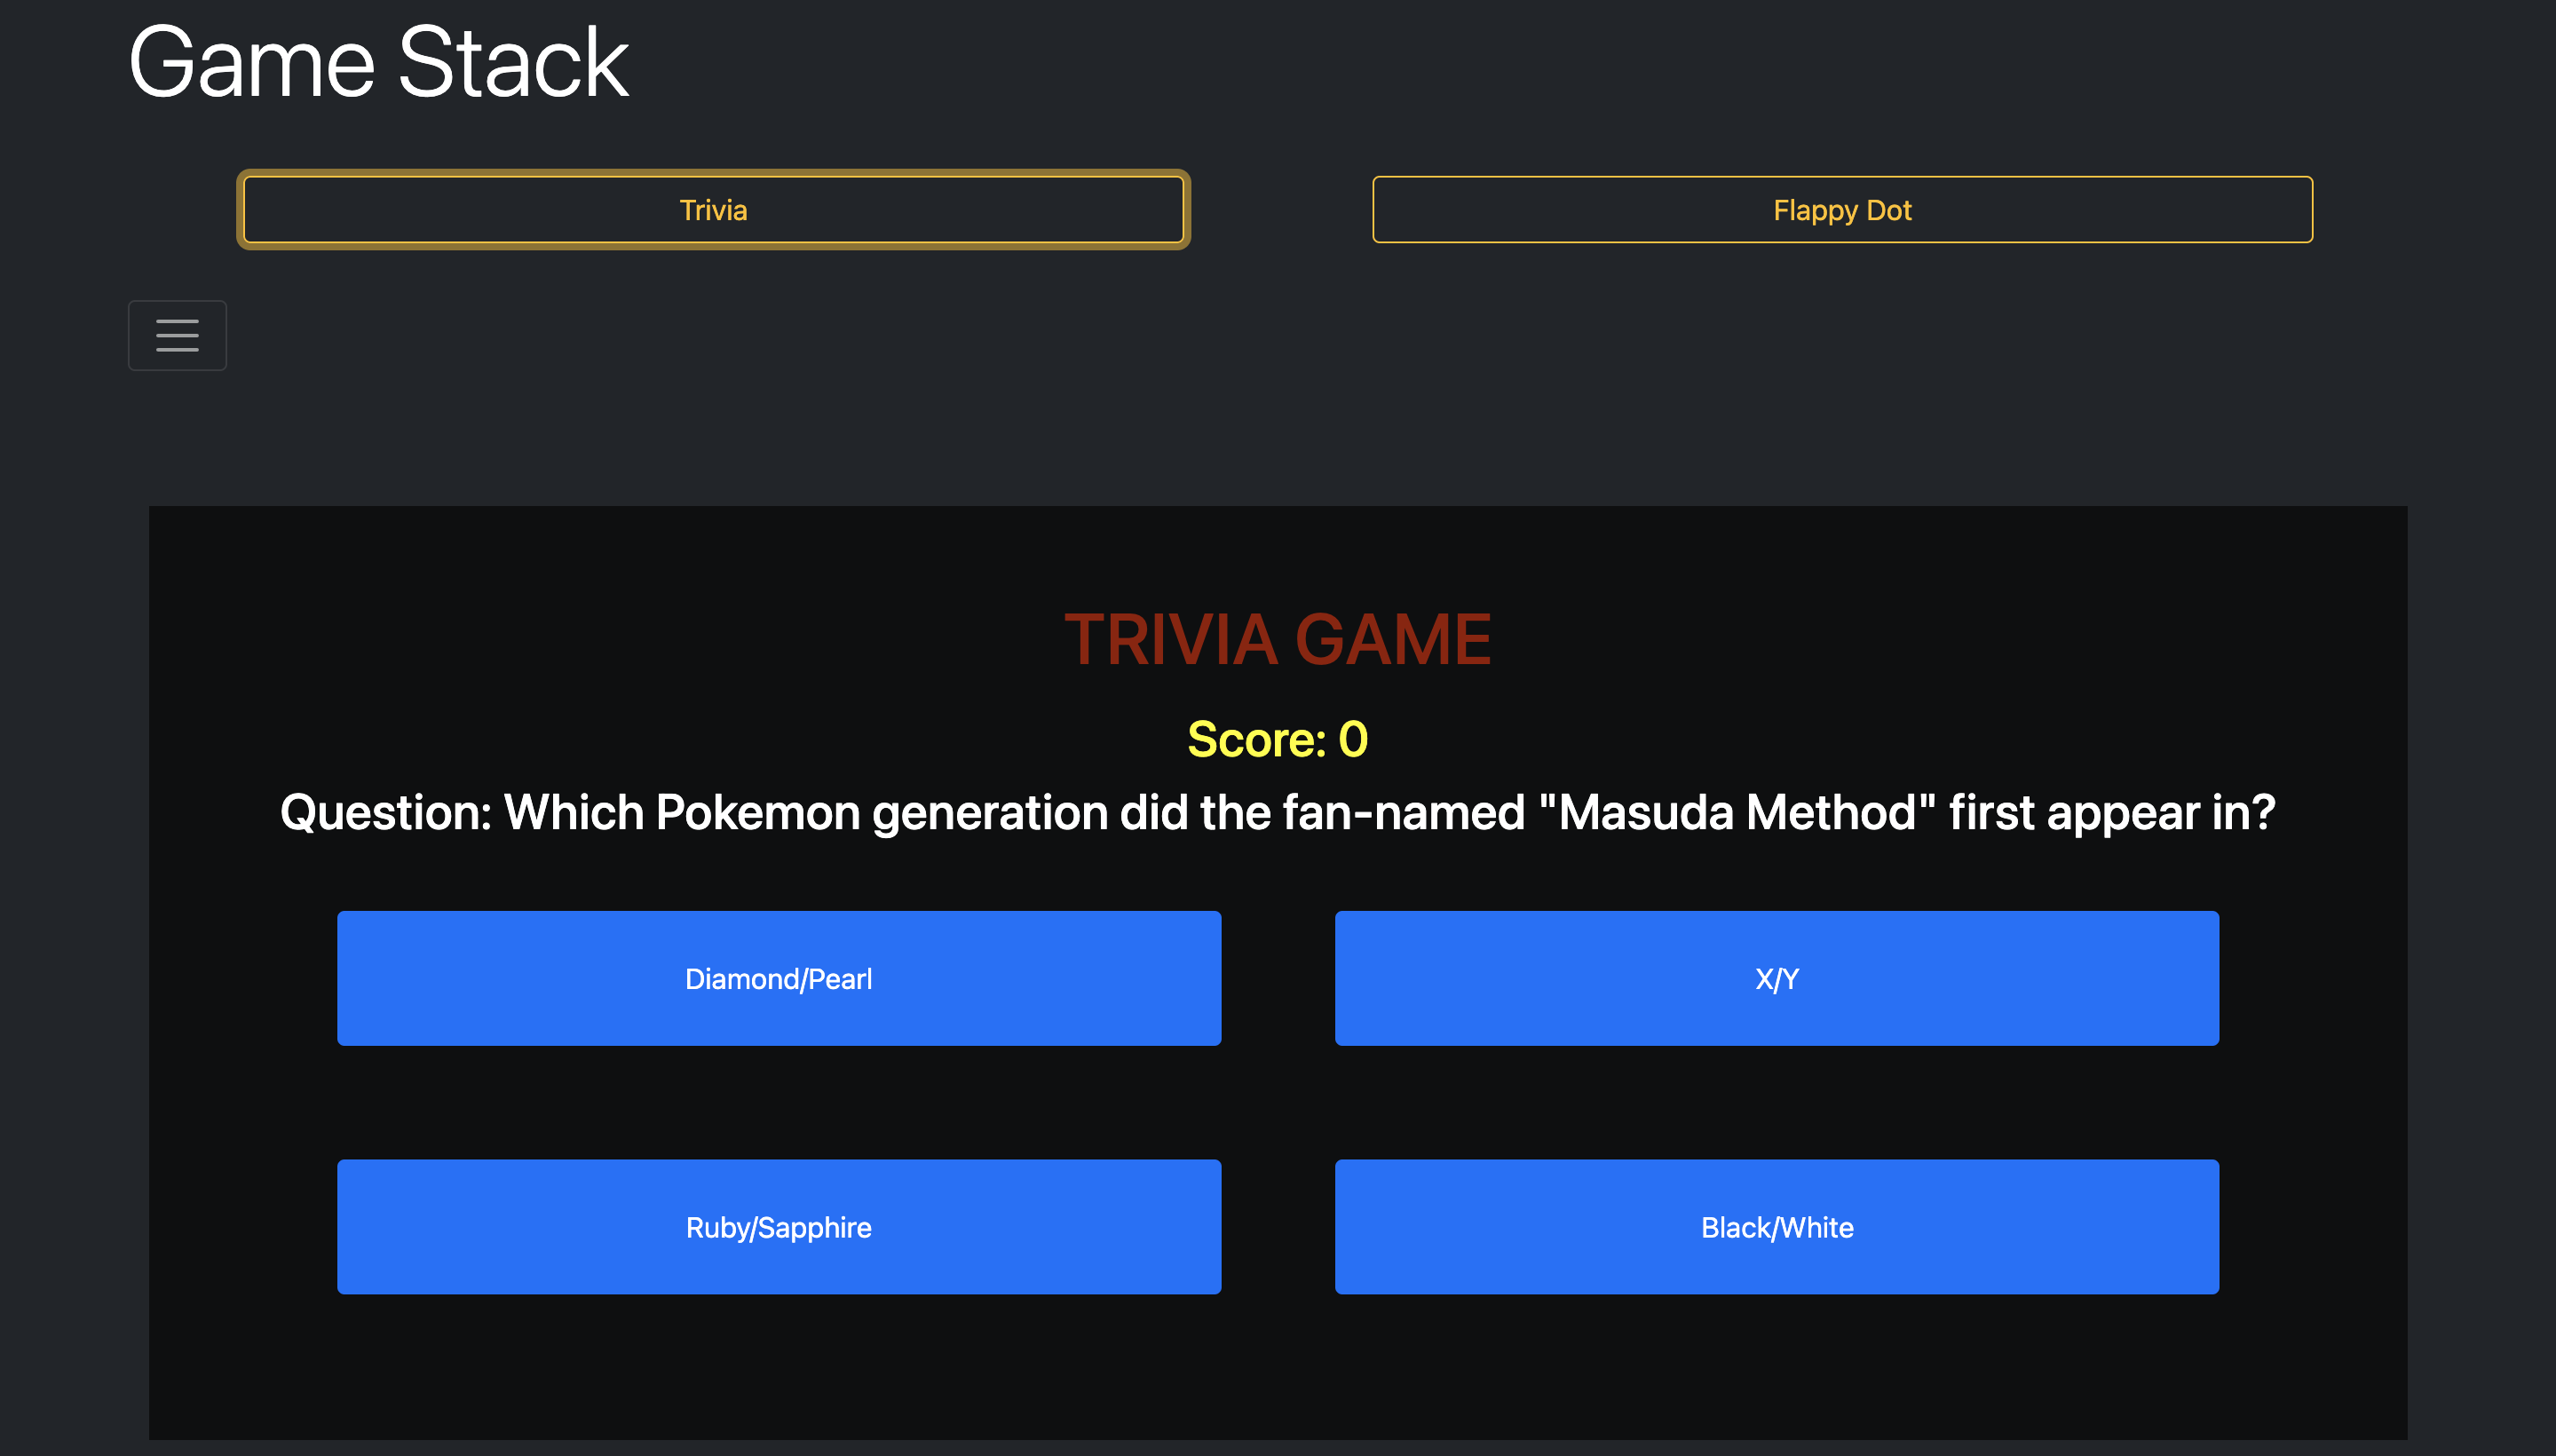 Game Stack
Trivia
Flappy Dot
TRIVIA GAME
Score: 0
Question: Which Pokemon generation did the fan-named "Masuda Method" first appear in?
Diamond/Pearl
X/Y
Ruby/Sapphire
Black/White